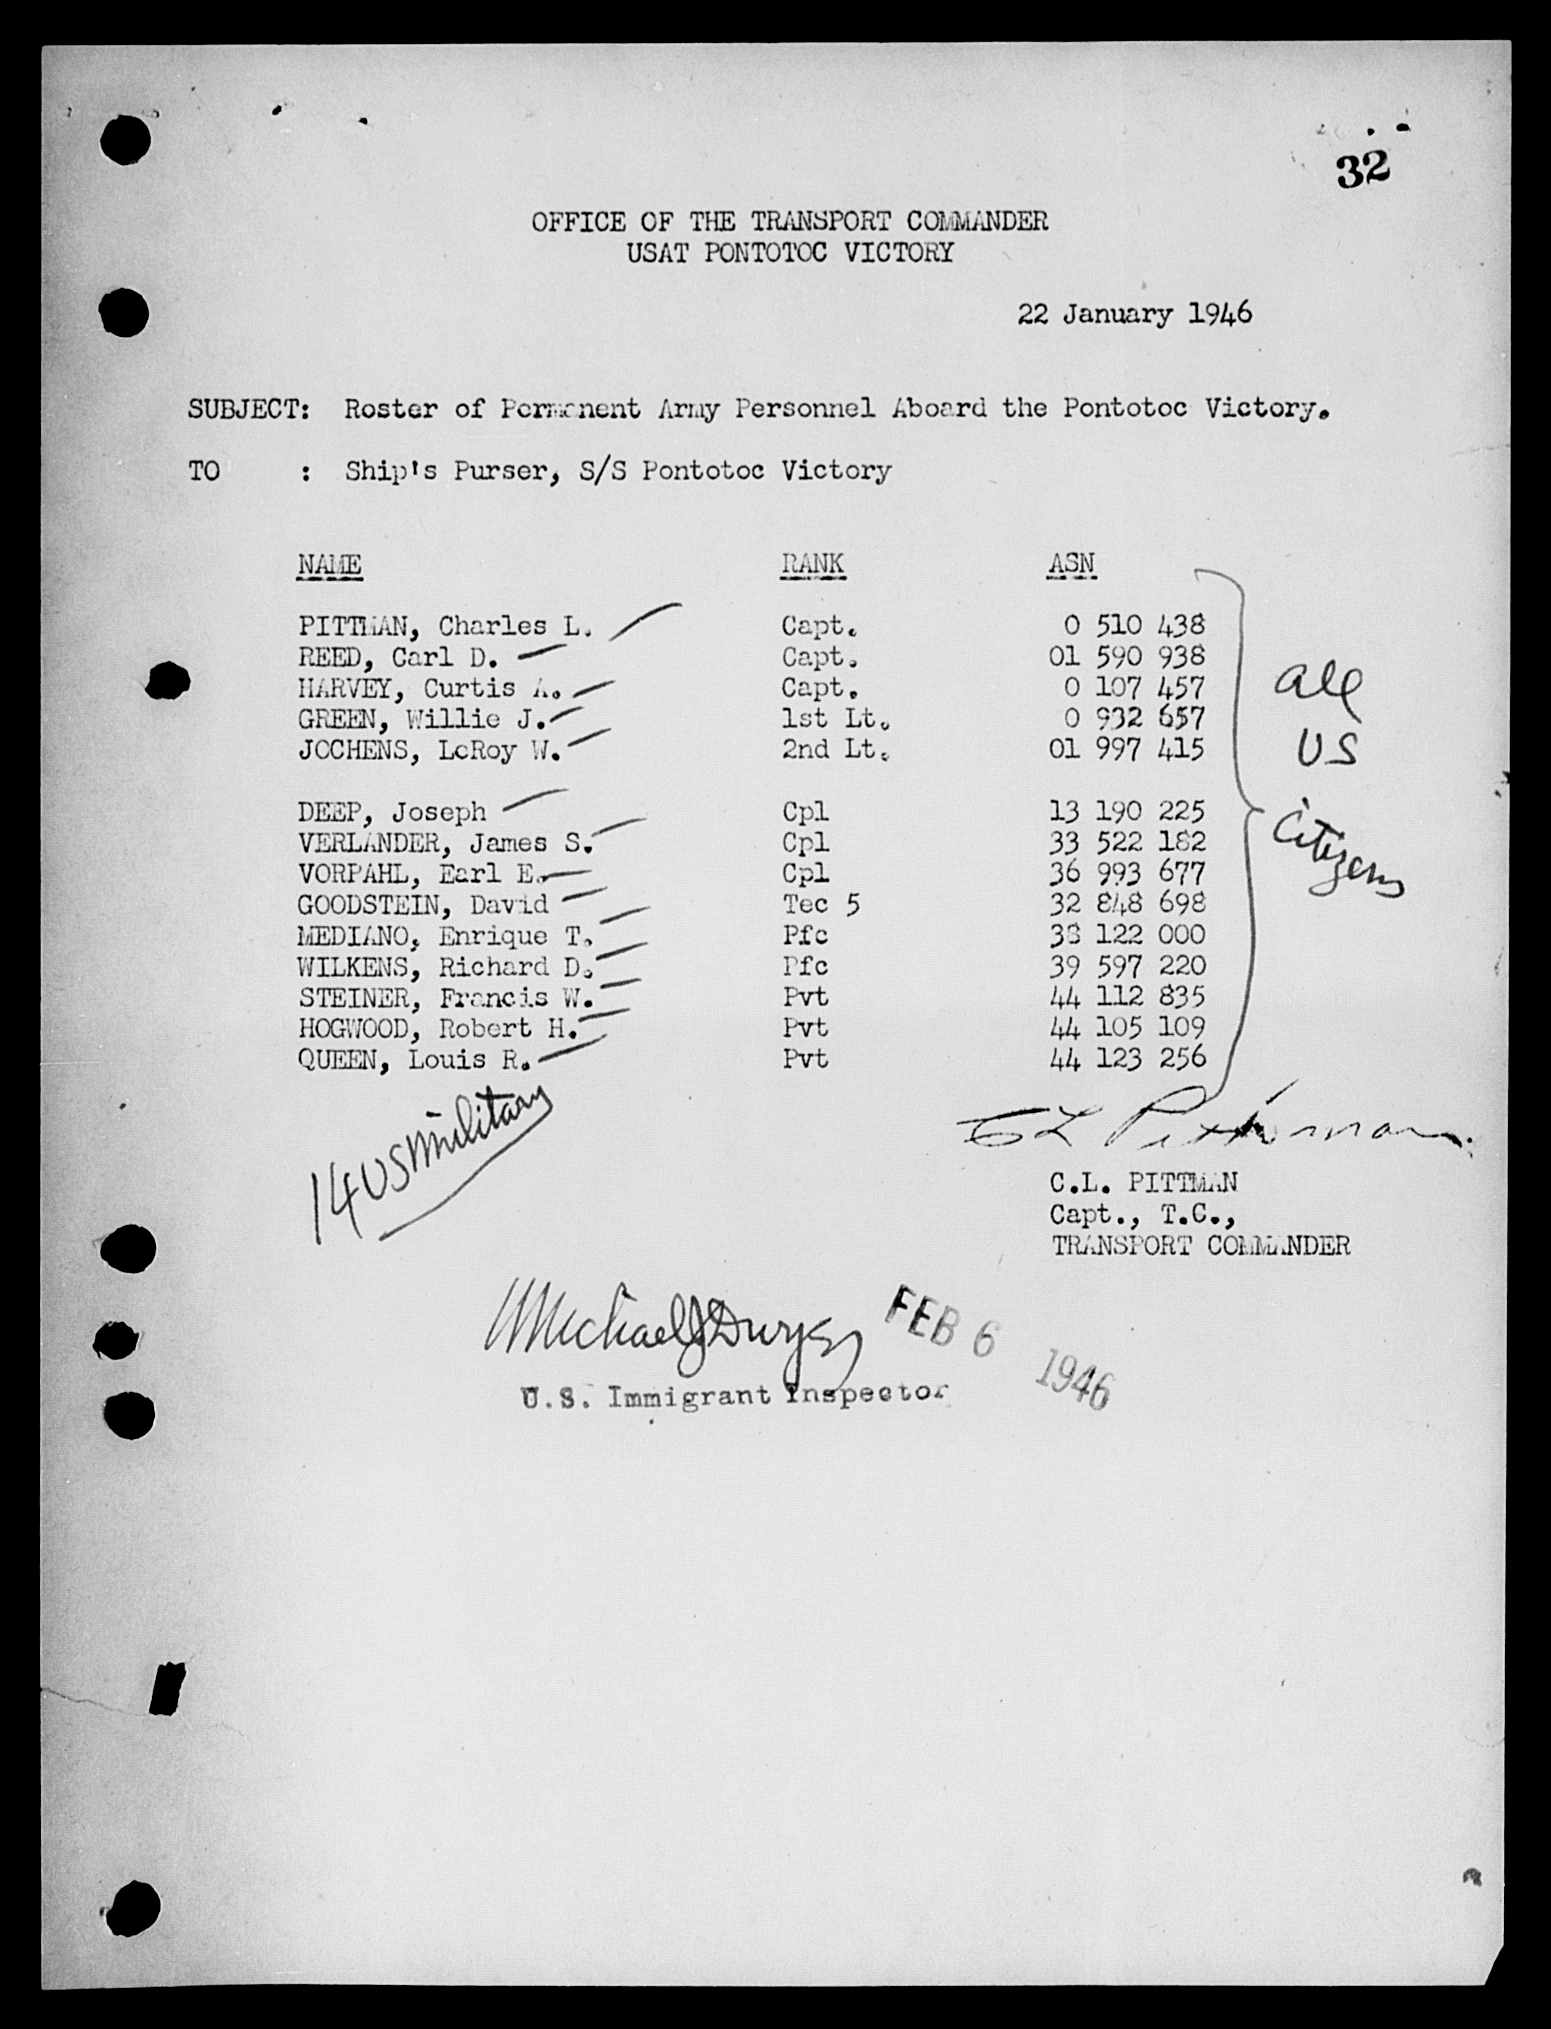 32
OFFICE OF THE TRANSPORT COMMANDER
USAT PONTOTOC VICTORY
22 January 1946
SUBJECT: Roster of Permanent Army Personnel Aboard the Pontotoc Victory.
TO : Ship's Purser, S/S Pontotoc Victory
NAME RANK ASN
PITTMAN, Charles L. Capt. 0 510 438
REED, Carl D. Capt. 01 590 938
HARVEY, Curtis A. Capt. 0 107 457
GREEN, Willie J. 1st Lt. 0 932 657
JOCHENS, LeRoy W. 2nd Lt. 01 997 415
all
US
Citizens
DEEP, Joseph Cpl 13 190 225
VERLANDER, James S. Cpl 33 522 182
VORPAHL, Earl E. Cpl 36 993 677
GOODSTEIN, David Tec 5 32 848 698
MEDIANO, Enrique T. Pfc 38 122 000
WILKENS, Richard D. Pfc 39 597 220
STEINER, Francis W. Pvt 44 112 835
HOGWOOD, Robert H. Pvt 44 105 109
QUEEN, Louis R. Pvt 44 123 256
14 US Military
C L Pittman
C.L. PITTMAN
Capt., T.C.,
TRANSPORT COMMANDER
Michael J Dwyer FEB 6 1946
U.S. Immigrant Inspector